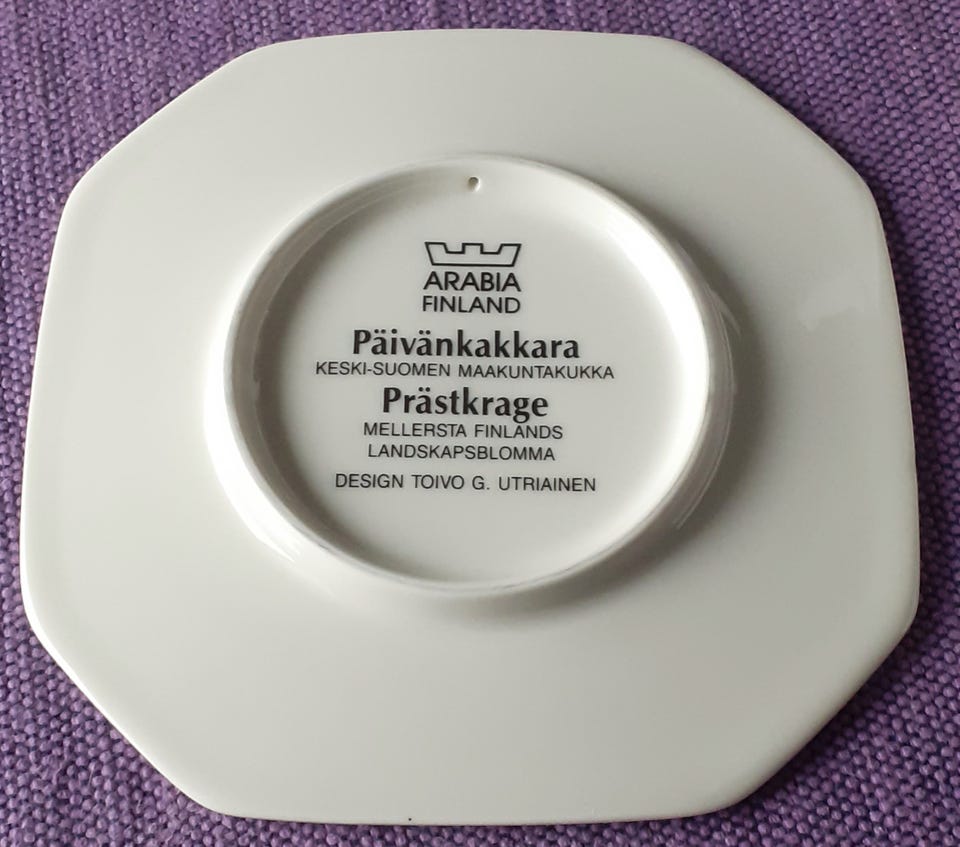 ARABIA
FINLAND
Päivänkakkara
KESKI-SUOMEN MAAKUNTAKUKKA
Prästkrage
MELLERSTA FINLANDS
LANDSKAPSBLOMMA
DESIGN TOIVO G. UTRIAINEN